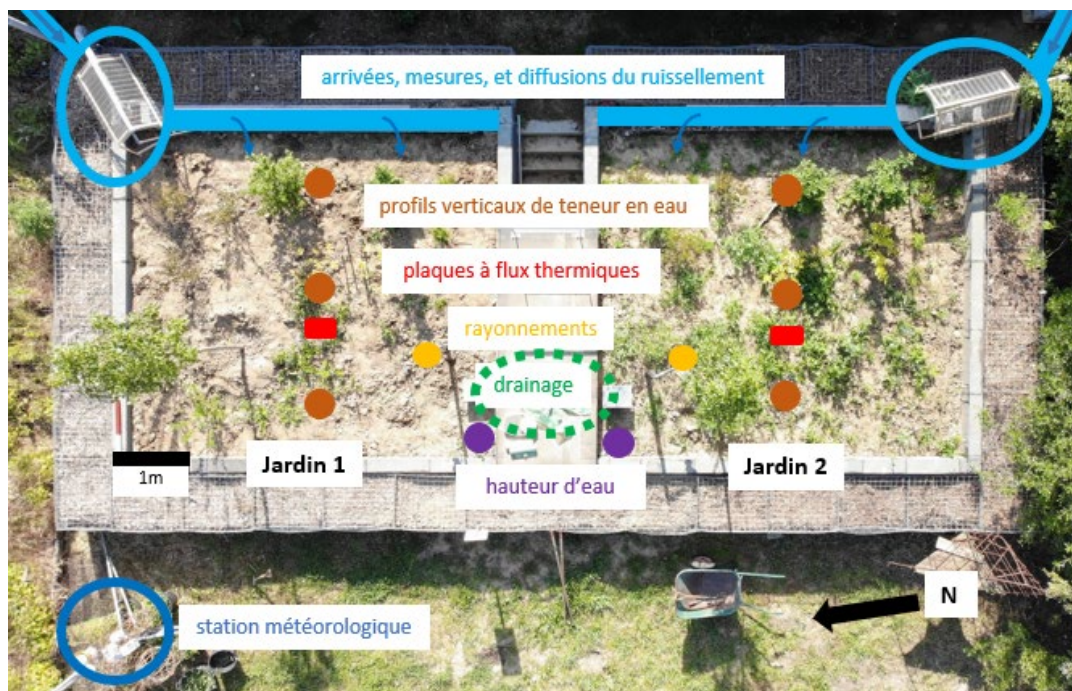 arrivées, mesures, et diffusions du ruissellement
profils verticaux de teneur en eau
plaques à flux thermiques
rayonnements
drainage
Jardin 1
Jardin 2
1m
hauteur d'eau
N
station météorologique